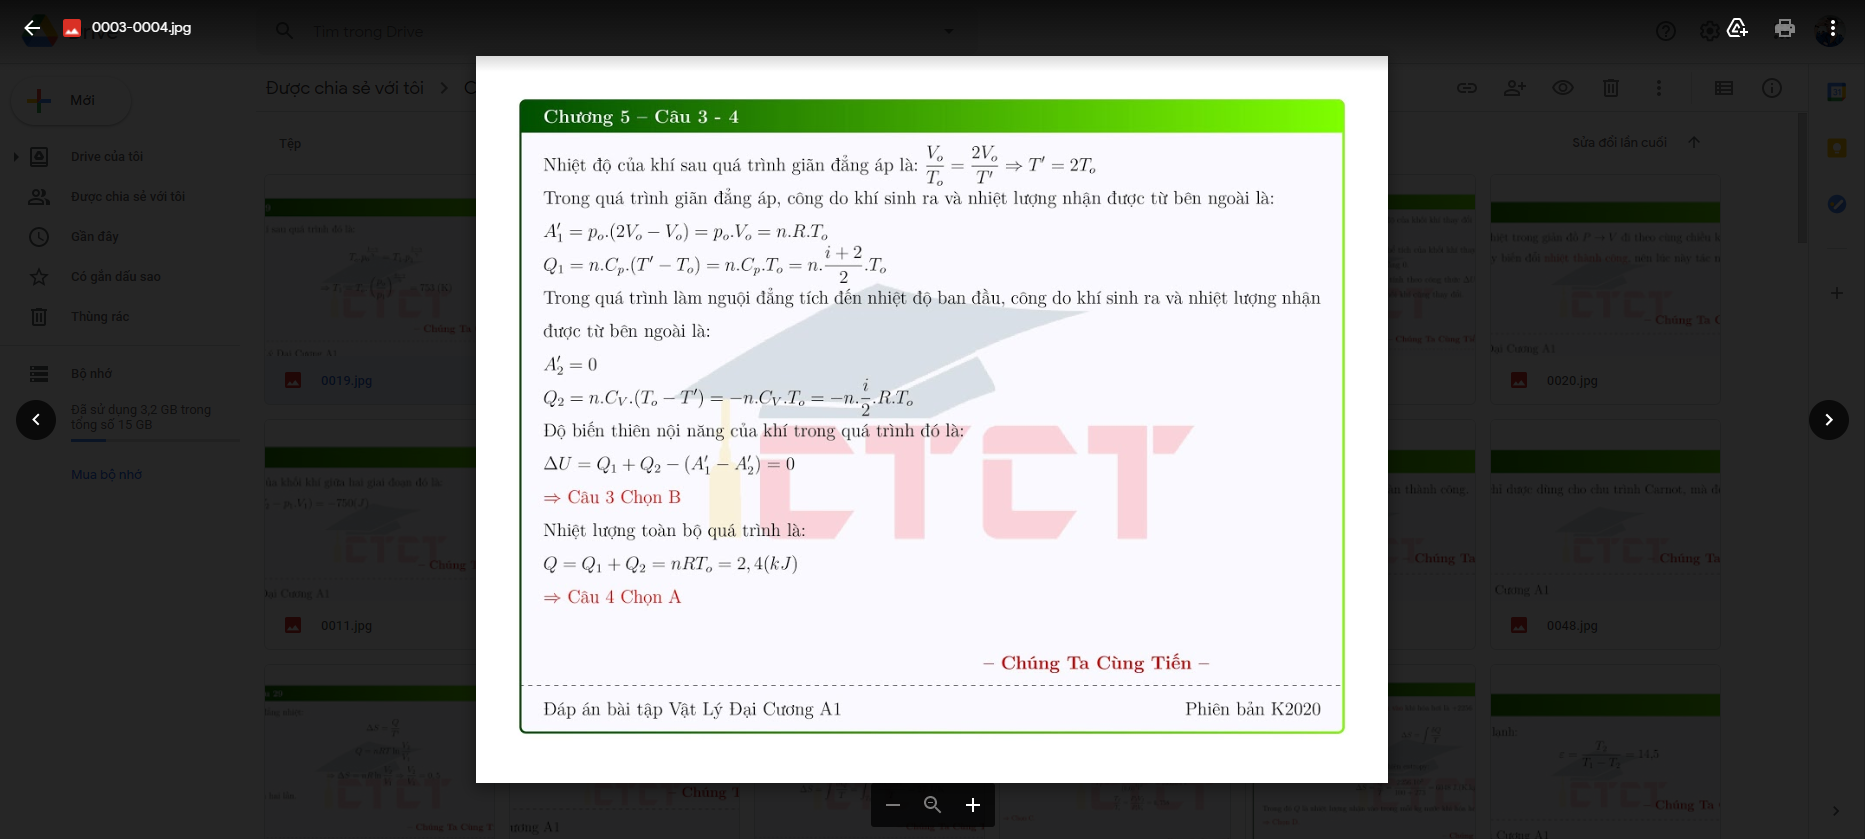 0003-0004.jpg
Tìm trong Drive
Mới
Được chia sẻ với tôi
Tệp
Sửa đổi lần cuối
Drive của tôi
Được chia sẻ với tôi
Gần đây
Có gắn dấu sao
Thùng rác
Bộ nhớ
Đã sử dụng 3,2 GB trong
tổng số 15 GB
Mua bộ nhớ
0019.jpg
0011.jpg
0020.jpg
0048.jpg
Chương 5 – Câu 3 - 4
Nhiệt độ của khí sau quá trình giãn đẳng áp là: V_o/T_o = 2V_o/T' ⇒ T' = 2T_o
Trong quá trình giãn đẳng áp, công do khí sinh ra và nhiệt lượng nhận được từ bên ngoài là:
A'_1 = p_o.(2V_o − V_o) = p_o.V_o = n.R.T_o
Q_1 = n.C_p.(T' − T_o) = n.C_p.T_o = n.(i + 2)/2.T_o
Trong quá trình làm nguội đẳng tích đến nhiệt độ ban đầu, công do khí sinh ra và nhiệt lượng nhận
được từ bên ngoài là:
A'_2 = 0
Q_2 = n.C_V.(T_o − T') = −n.C_V.T_o = −n.i/2.R.T_o
Độ biến thiên nội năng của khí trong quá trình đó là:
ΔU = Q_1 + Q_2 − (A'_1 − A'_2) = 0
⇒ Câu 3 Chọn B
Nhiệt lượng toàn bộ quá trình là:
Q = Q_1 + Q_2 = nRT_o = 2,4(kJ)
⇒ Câu 4 Chọn A
CTCT
– Chúng Ta Cùng Tiến –
Đáp án bài tập Vật Lý Đại Cương A1
Phiên bản K2020